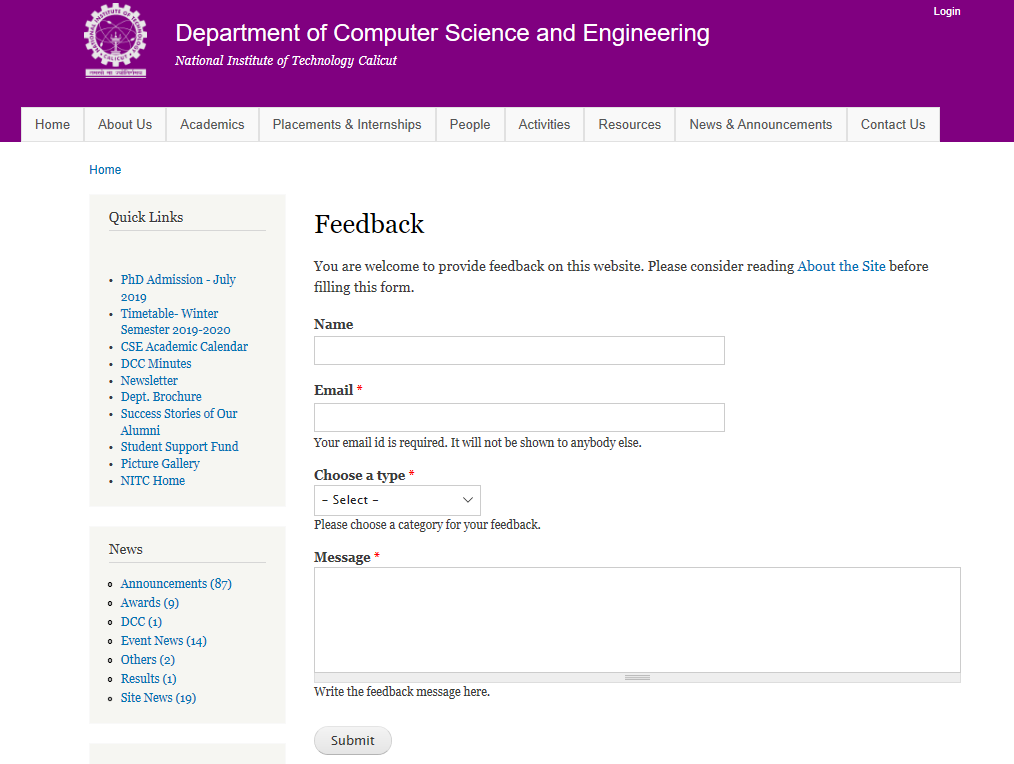 Login
Department of Computer Science and Engineering
National Institute of Technology Calicut
Home About Us Academics Placements & Internships People Activities Resources News & Announcements Contact Us
Home
Quick Links
PhD Admission - July
2019
Timetable- Winter
Semester 2019-2020
CSE Academic Calendar
DCC Minutes
Newsletter
Dept. Brochure
Success Stories of Our
Alumni
Student Support Fund
Picture Gallery
NITC Home
News
Announcements (87)
Awards (9)
DCC (1)
Event News (14)
Others (2)
Results (1)
Site News (19)
Feedback
You are welcome to provide feedback on this website. Please consider reading About the Site before
filling this form.
Name
Email *
Your email id is required. It will not be shown to anybody else.
Choose a type *
- Select -
Please choose a category for your feedback.
Message *
Write the feedback message here.
Submit